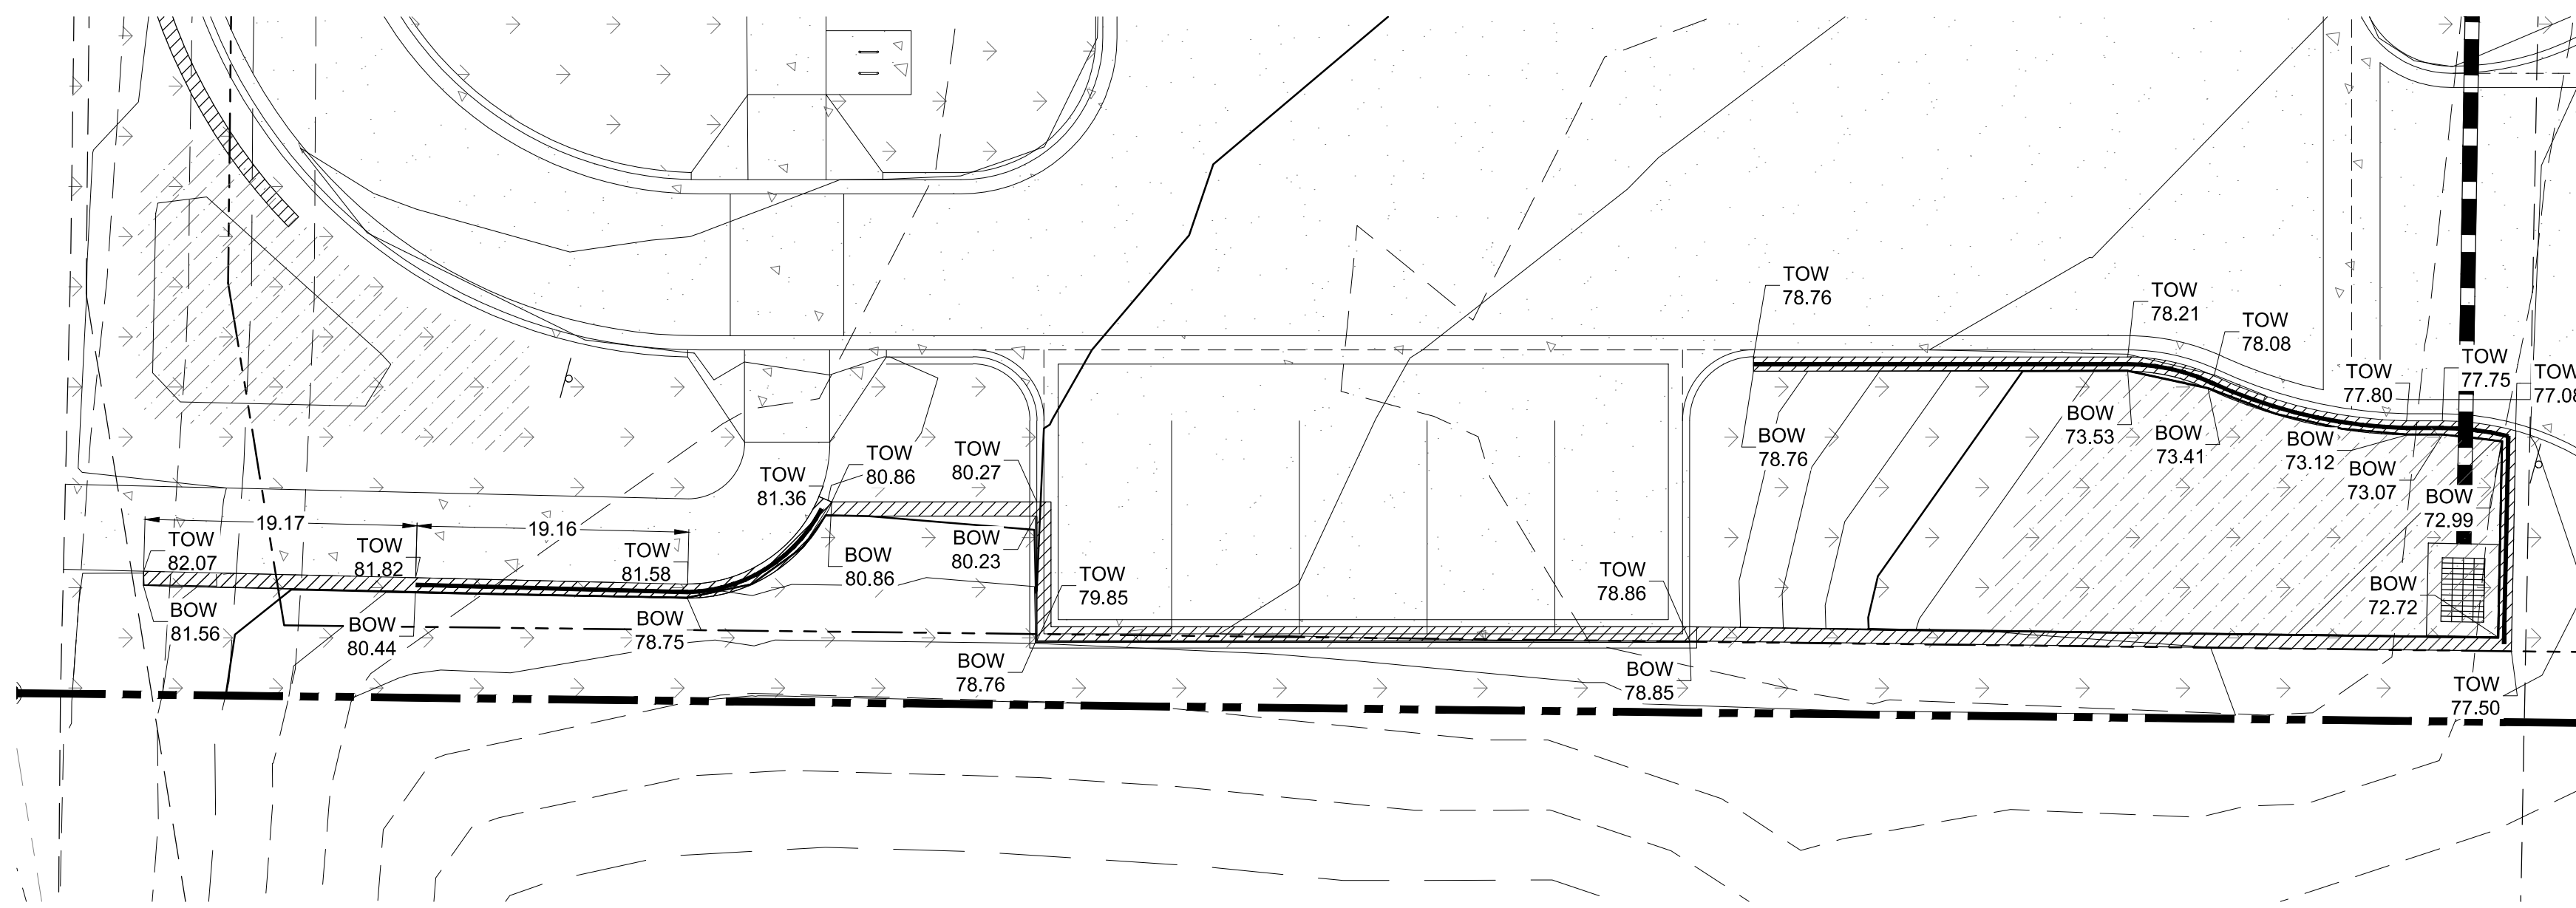 TOW
78.76
TOW
78.21
TOW
78.08
TOW
77.80
TOW
77.75
TOW
77.08
BOW
78.76
BOW
73.53
BOW
73.41
BOW
73.12
BOW
73.07
BOW
72.99
BOW
72.72
TOW
77.50
TOW
81.36
TOW
80.86
TOW
80.27
BOW
80.86
BOW
80.23
19.17
19.16
TOW
82.07
TOW
81.82
TOW
81.58
BOW
81.56
BOW
80.44
BOW
78.75
TOW
79.85
BOW
78.76
TOW
78.86
BOW
78.85